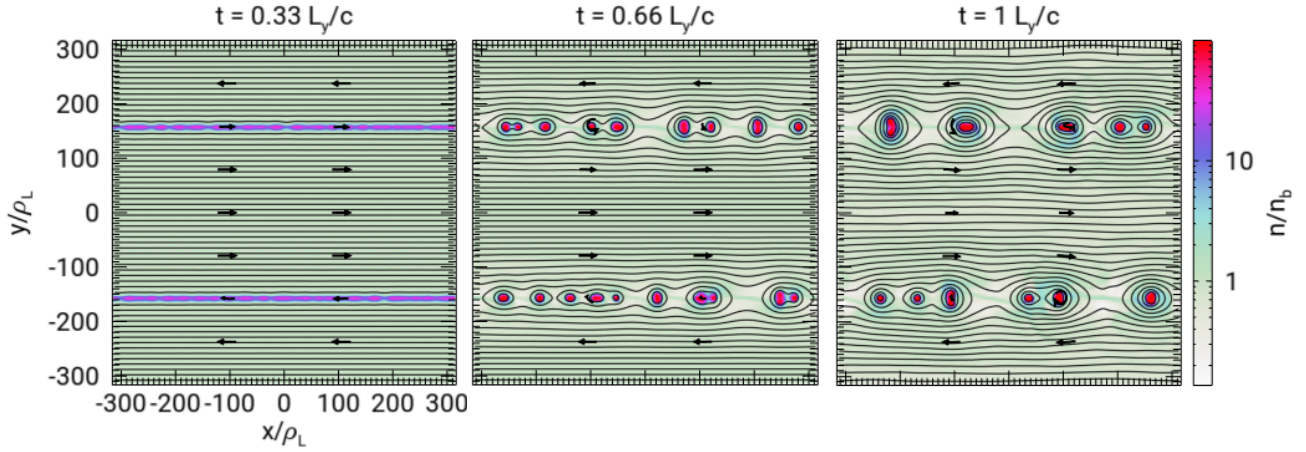 t = 0.33 L_y/c
t = 0.66 L_y/c
t = 1 L_y/c
300
200
100
0
-100
-200
-300
y/ρ_L
-300 -200 -100 0 100 200 300
x/ρ_L
10
1
n/n_b